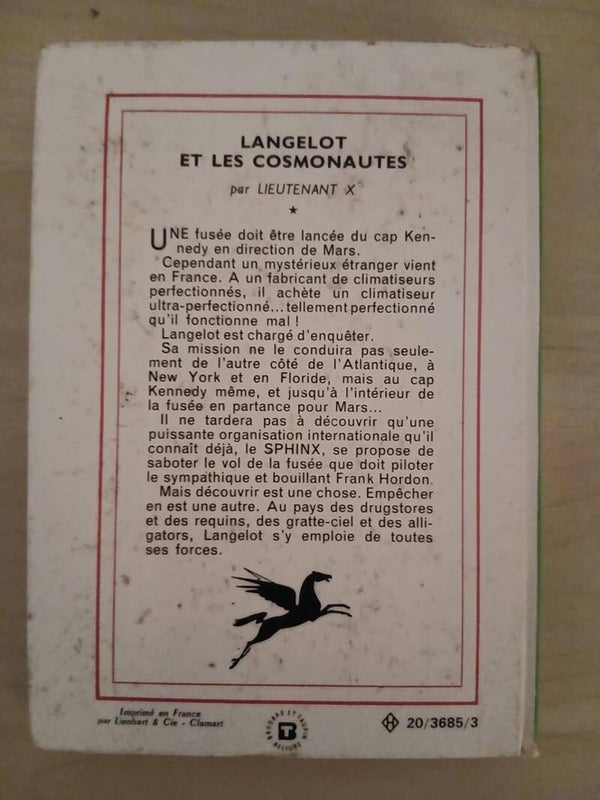 LANGELOT
ET LES COSMONAUTES
par LIEUTENANT X
UNE fusée doit être lancée du cap Ken-
nedy en direction de Mars.
Cependant un mystérieux étranger vient
en France. A un fabricant de climatiseurs
perfectionnés, il achète un climatiseur
ultra-perfectionné... tellement perfectionné
qu'il fonctionne mal !
Langelot est chargé d'enquêter.
Sa mission ne le conduira pas seule-
ment de l'autre côté de l'Atlantique, à
New York et en Floride, mais au cap
Kennedy même, et jusqu'à l'intérieur de
la fusée en partance pour Mars...
Il ne tardera pas à découvrir qu'une
puissante organisation internationale qu'il
connaît déjà, le SPHINX, se propose de
saboter le vol de la fusée que doit piloter
le sympathique et bouillant Frank Hordon.
Mais découvrir est une chose. Empêcher
en est une autre. Au pays des drugstores
et des requins, des gratte-ciel et des alli-
gators, Langelot s'y emploie de toutes
ses forces.
Imprimé en France
par Lienhart & Cie - Clamart
BRODARD ET TAUPIN
BT
RELIURE
H 20/3685/3